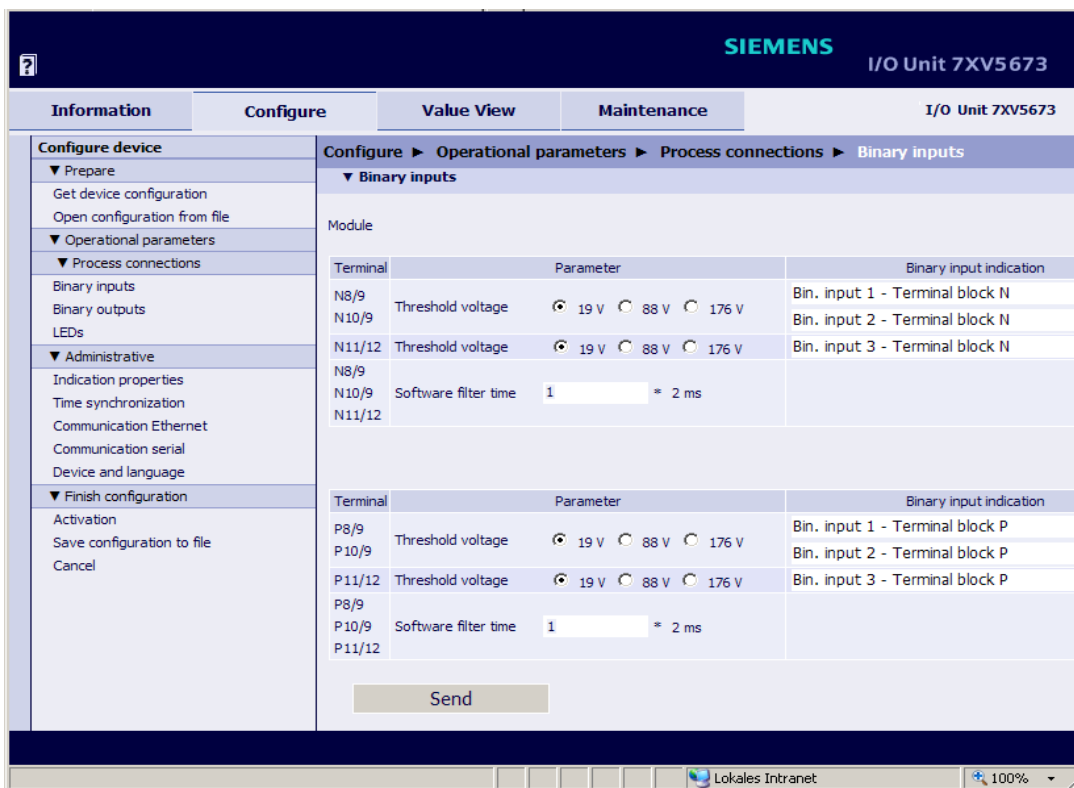 SIEMENS
?
I/O Unit 7XV5673
Information Configure Value View Maintenance I/O Unit 7XV5673
Configure device
▼ Prepare
Get device configuration
Open configuration from file
▼ Operational parameters
▼ Process connections
Binary inputs
Binary outputs
LEDs
▼ Administrative
Indication properties
Time synchronization
Communication Ethernet
Communication serial
Device and language
▼ Finish configuration
Activation
Save configuration to file
Cancel
Configure ► Operational parameters ► Process connections ► Binary inputs
▼ Binary inputs
Module
Terminal Parameter Binary input indication
N8/9
N10/9
Threshold voltage 19 V 88 V 176 V
Bin. input 1 - Terminal block N
Bin. input 2 - Terminal block N
N11/12 Threshold voltage 19 V 88 V 176 V Bin. input 3 - Terminal block N
N8/9
N10/9 Software filter time 1 * 2 ms
N11/12
Terminal Parameter Binary input indication
P8/9
P10/9
Threshold voltage 19 V 88 V 176 V
Bin. input 1 - Terminal block P
Bin. input 2 - Terminal block P
P11/12 Threshold voltage 19 V 88 V 176 V Bin. input 3 - Terminal block P
P8/9
P10/9 Software filter time 1 * 2 ms
P11/12
Send
Lokales Intranet 100%